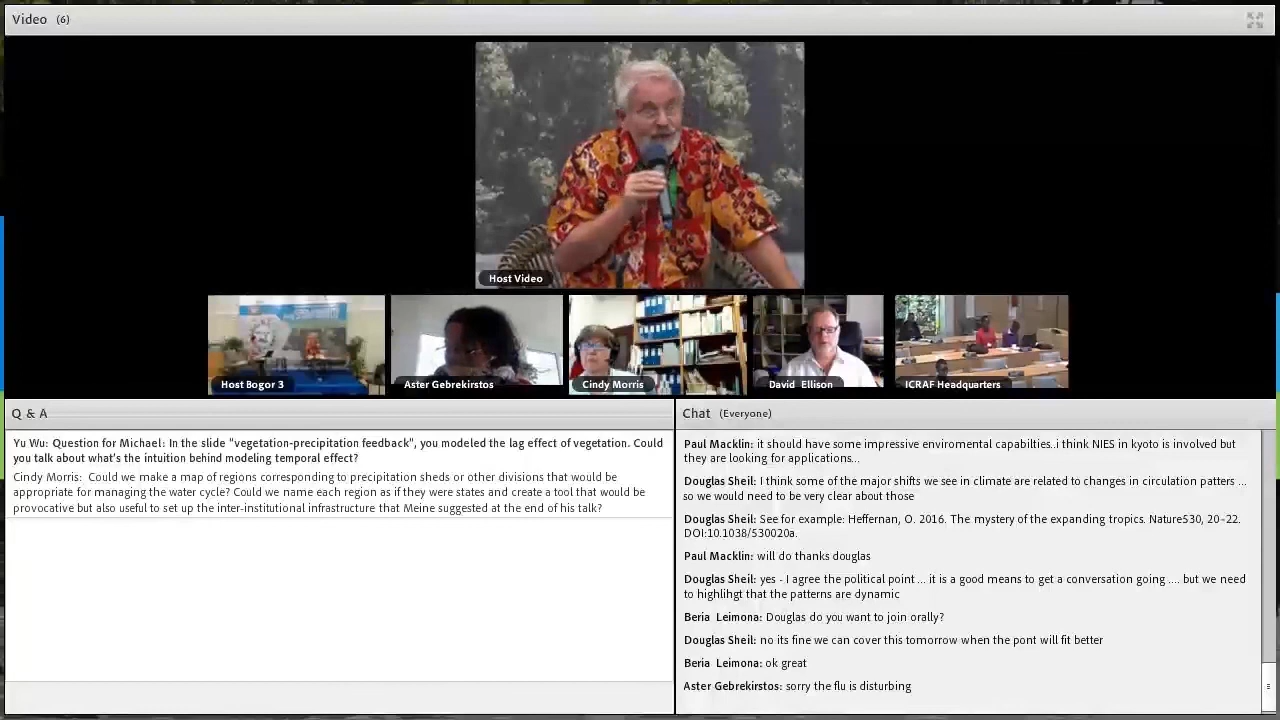 Video (6)
Host Video
Host Bogor 3
Aster Gebrekirstos
Cindy Morris
David Ellison
ICRAF Headquarters
Q & A
Yu Wu: Question for Michael: In the slide "vegetation-precipitation feedback", you modeled the lag effect of vegetation. Could
you talk about what's the intuition behind modeling temporal effect?
Cindy Morris: Could we make a map of regions corresponding to precipitation sheds or other divisions that would be
appropriate for managing the water cycle? Could we name each region as if they were states and create a tool that would be
provocative but also useful to set up the inter-institutional infrastructure that Meine suggested at the end of his talk?
Chat (Everyone)
Paul Macklin: it should have some impressive enviromental capabilties..i think NIES in kyoto is involved but
they are looking for applications...
Douglas Sheil: I think some of the major shifts we see in climate are related to changes in circulation patters ...
so we would need to be very clear about those
Douglas Sheil: See for example: Heffernan, O. 2016. The mystery of the expanding tropics. Nature530, 20-22.
DOI:10.1038/530020a.
Paul Macklin: will do thanks douglas
Douglas Sheil: yes - I agree the political point ... it is a good means to get a conversation going .... but we need
to highlihgt that the patterns are dynamic
Beria Leimona: Douglas do you want to join orally?
Douglas Sheil: no its fine we can cover this tomorrow when the pont will fit better
Beria Leimona: ok great
Aster Gebrekirstos: sorry the flu is disturbing